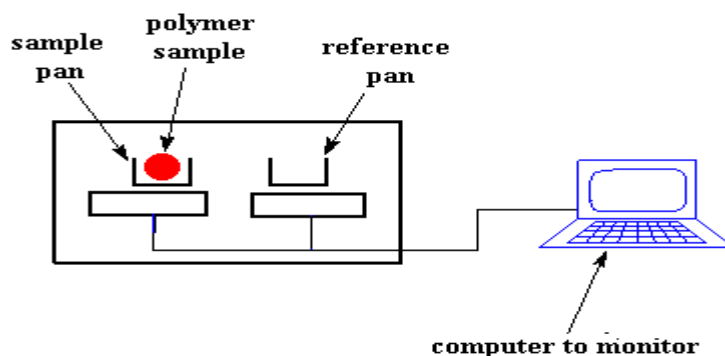 polymer
sample
sample
pan
reference
pan
computer to monitor